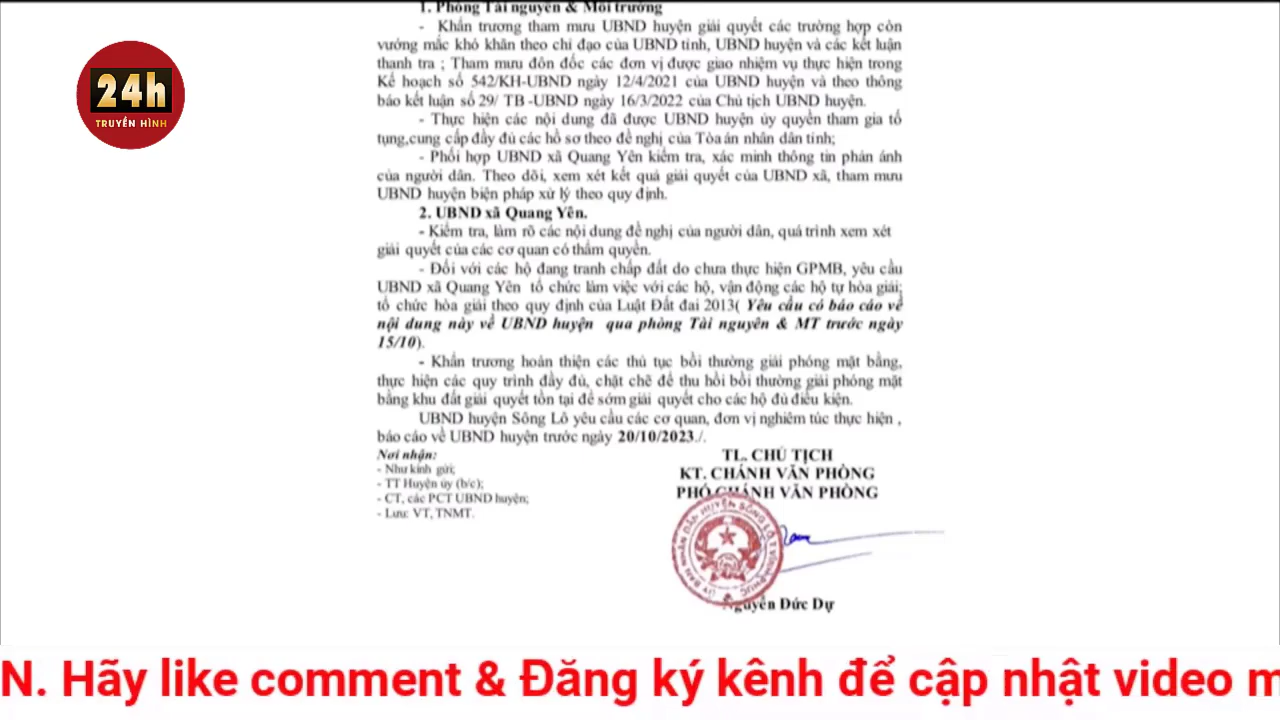 1. Phòng Tài nguyên & Môi trường
- Khẩn trương tham mưu UBND huyện giải quyết các trường hợp còn
vướng mắc khó khăn theo chỉ đạo của UBND tỉnh, UBND huyện và các kết luận
thanh tra ; Tham mưu đôn đốc các đơn vị được giao nhiệm vụ thực hiện trong
Kế hoạch số 542/KH-UBND ngày 12/4/2021 của UBND huyện và theo thông
báo kết luận số 29/ TB -UBND ngày 16/3/2022 của Chủ tịch UBND huyện.
- Thực hiện các nội dung đã được UBND huyện ủy quyền tham gia tố
tụng,cung cấp đầy đủ các hồ sơ theo đề nghị của Tòa án nhân dân tỉnh;
- Phối hợp UBND xã Quang Yên kiểm tra, xác minh thông tin phản ánh
của người dân. Theo dõi, xem xét kết quả giải quyết của UBND xã, tham mưu
UBND huyện biện pháp xử lý theo quy định.
2. UBND xã Quang Yên.
- Kiểm tra, làm rõ các nội dung đề nghị của người dân, quá trình xem xét
giải quyết của các cơ quan có thẩm quyền.
- Đối với các hộ đang tranh chấp đất do chưa thực hiện GPMB, yêu cầu
UBND xã Quang Yên tổ chức làm việc với các hộ, vận động các hộ tự hòa giải;
tổ chức hòa giải theo quy định của Luật Đất đai 2013( Yêu cầu có báo cáo về
nội dung này về UBND huyện qua phòng Tài nguyên & MT trước ngày
15/10).
- Khẩn trương hoàn thiện các thủ tục bồi thường giải phóng mặt bằng,
thực hiện các quy trình đầy đủ, chặt chẽ để thu hồi bồi thường giải phóng mặt
bằng khu đất giải quyết tồn tại để sớm giải quyết cho các hộ đủ điều kiện.
UBND huyện Sông Lô yêu cầu các cơ quan, đơn vị nghiêm túc thực hiện ,
báo cáo về UBND huyện trước ngày 20/10/2023./.
Nơi nhận:
- Như kính gửi;
- TT Huyện ủy (b/c);
- CT, các PCT UBND huyện;
- Lưu: VT, TNMT.
TL. CHỦ TỊCH
KT. CHÁNH VĂN PHÒNG
PHÓ CHÁNH VĂN PHÒNG
ỦY BAN NHÂN DÂN HUYỆN SÔNG LÔ T.VĨNH PHÚC
Nguyễn Đức Dự
24h
TRUYỀN HÌNH
N. Hãy like comment & Đăng ký kênh để cập nhật video m